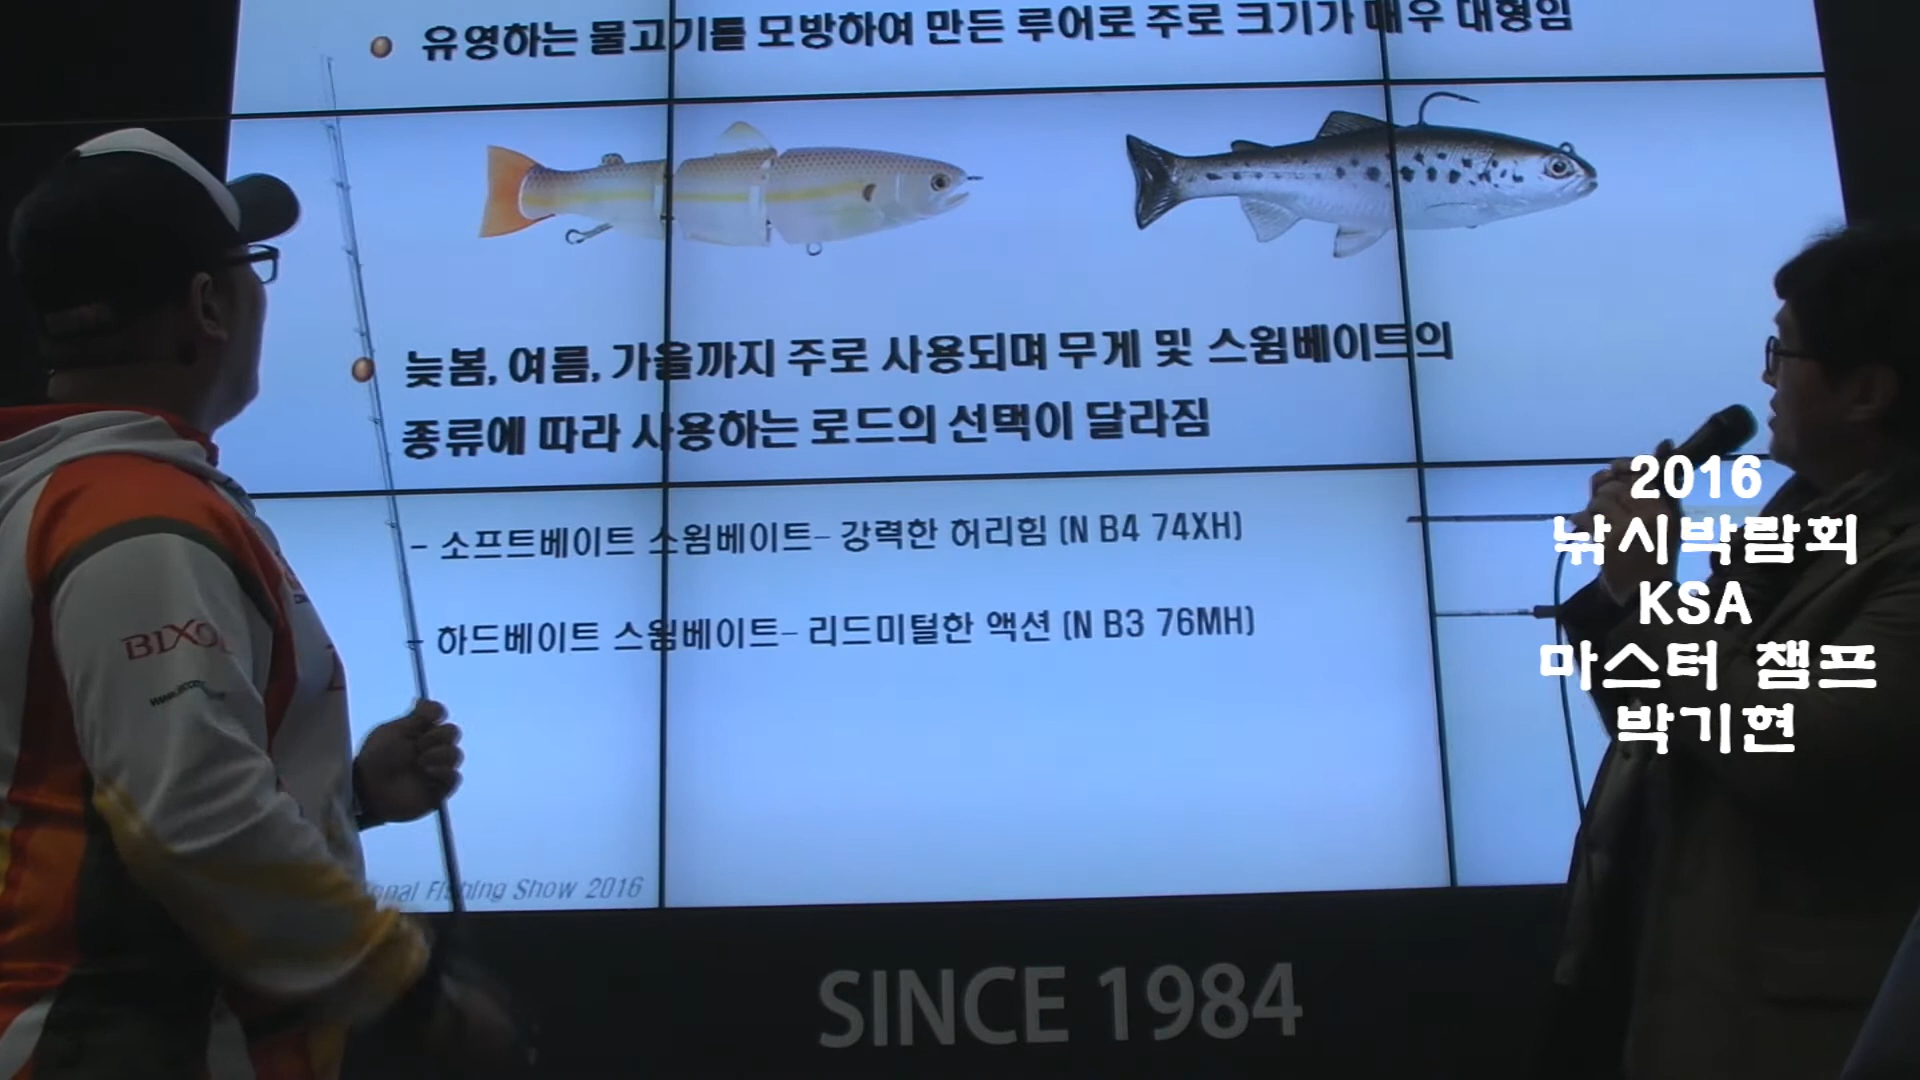 유영하는 물고기를 모방하여 만든 루어로 주로 크기가 매우 대형임
늦봄, 여름, 가을까지 주로 사용되며 무게 및 스윔베이트의
종류에 따라 사용하는 로드의 선택이 달라짐
- 소프트베이트 스윔베이트- 강력한 허리힘 (N B4 74XH)
- 하드베이트 스윔베이트- 리드미털한 액션 (N B3 76MH)
2016
낚시박람회
KSA
마스터 챔프
박기현
BIXO
Fishing Show 2016
SINCE 1984